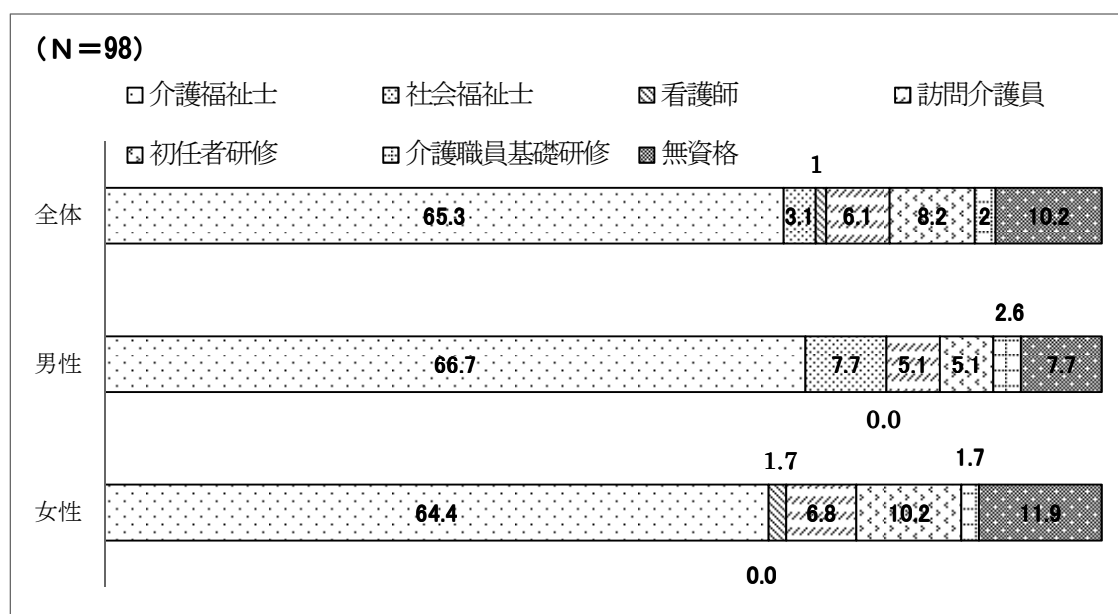 (N=98)
介護福祉士 社会福祉士 看護師 訪問介護員
初任者研修 介護職員基礎研修 無資格
1
全体 65.3 3.1 6.1 8.2 2 10.2
2.6
男性 66.7 7.7 5.1 5.1 7.7
0.0
1.7 1.7
女性 64.4 6.8 10.2 11.9
0.0